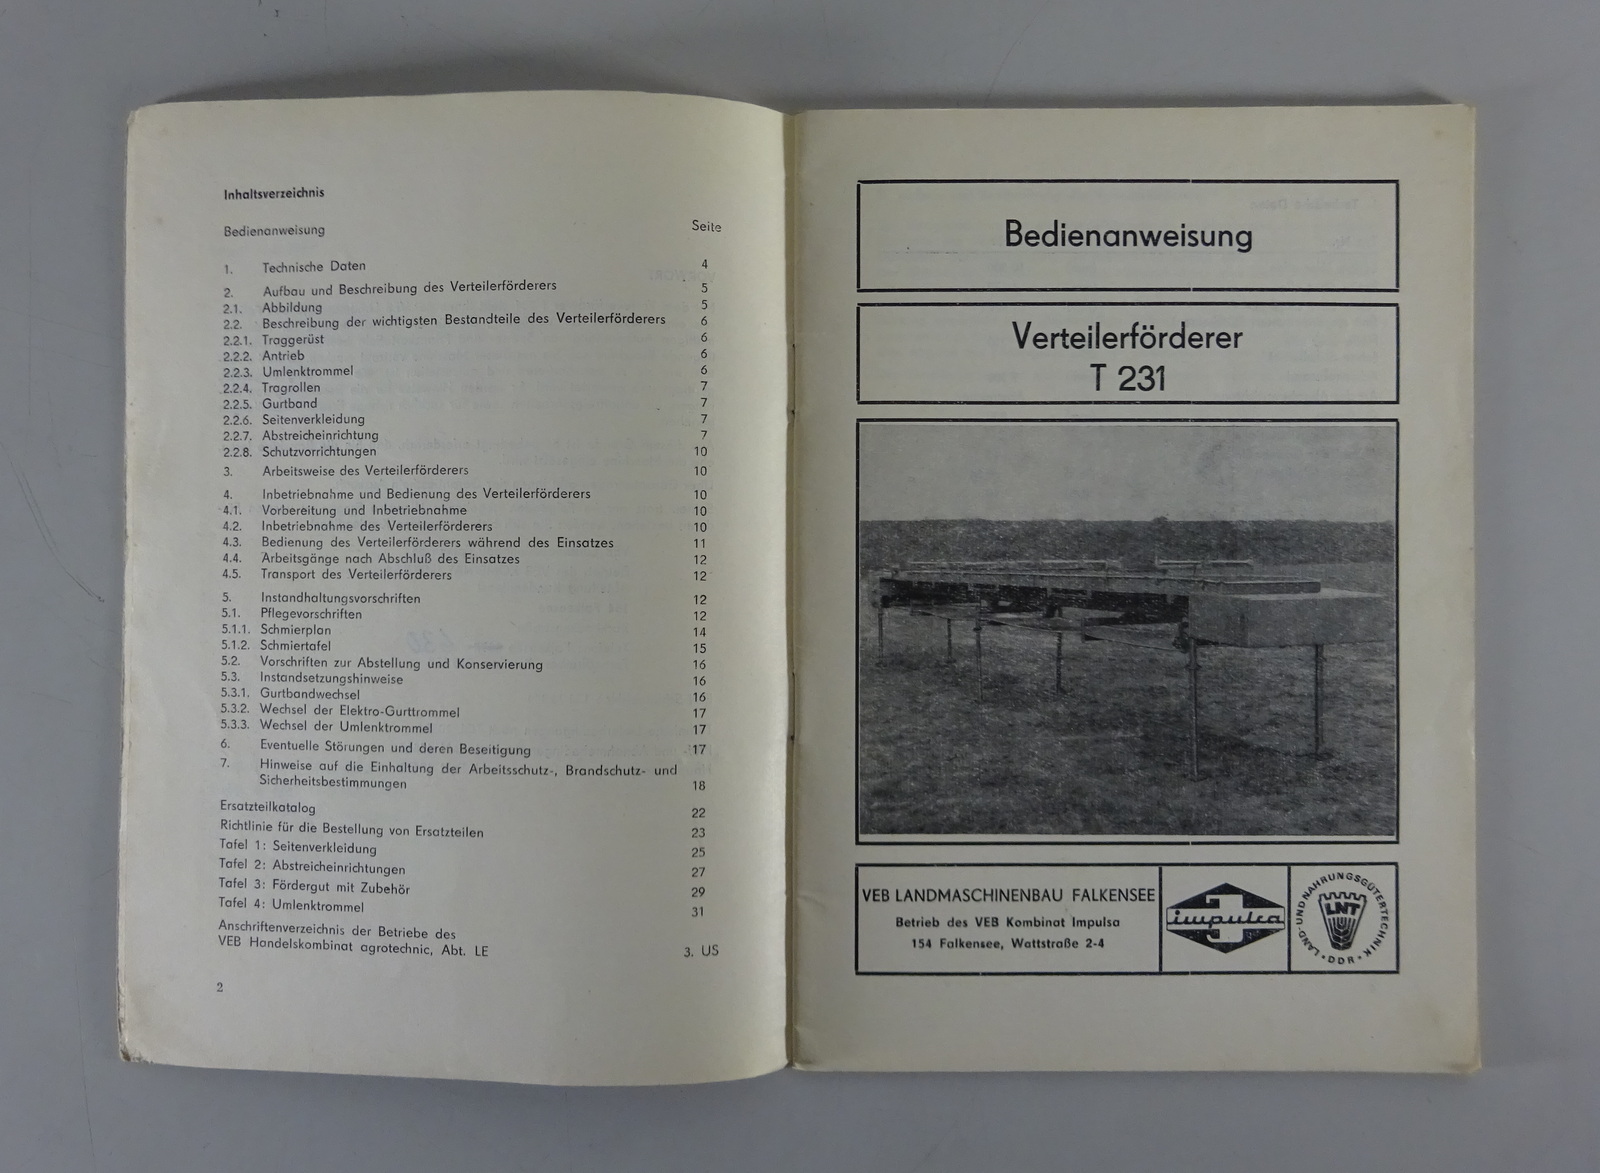 Inhaltsverzeichnis
Bedienanweisung Seite
1. Technische Daten 4
2. Aufbau und Beschreibung des Verteilerförderers 5
2.1. Abbildung 5
2.2. Beschreibung der wichtigsten Bestandteile des Verteilerförderers 6
2.2.1. Traggerüst 6
2.2.2. Antrieb 6
2.2.3. Umlenktrommel 6
2.2.4. Tragrollen 7
2.2.5. Gurtband 7
2.2.6. Seitenverkleidung 7
2.2.7. Abstreicheinrichtung 7
2.2.8. Schutzvorrichtungen 10
3. Arbeitsweise des Verteilerförderers 10
4. Inbetriebnahme und Bedienung des Verteilerförderers 10
4.1. Vorbereitung und Inbetriebnahme 10
4.2. Inbetriebnahme des Verteilerförderers 10
4.3. Bedienung des Verteilerförderers während des Einsatzes 11
4.4. Arbeitsgänge nach Abschluß des Einsatzes 12
4.5. Transport des Verteilerförderers 12
5. Instandhaltungsvorschriften 12
5.1. Pflegevorschriften 12
5.1.1. Schmierplan 14
5.1.2. Schmiertafel 15
5.2. Vorschriften zur Abstellung und Konservierung 16
5.3. Instandsetzungshinweise 16
5.3.1. Gurtbandwechsel 16
5.3.2. Wechsel der Elektro-Gurttrommel 17
5.3.3. Wechsel der Umlenktrommel 17
6. Eventuelle Störungen und deren Beseitigung 17
7. Hinweise auf die Einhaltung der Arbeitsschutz-, Brandschutz- und
Sicherheitsbestimmungen 18
Ersatzteilkatalog 22
Richtlinie für die Bestellung von Ersatzteilen 23
Tafel 1: Seitenverkleidung 25
Tafel 2: Abstreicheinrichtungen 27
Tafel 3: Fördergut mit Zubehör 29
Tafel 4: Umlenktrommel 31
Anschriftenverzeichnis der Betriebe des
VEB Handelskombinat agrotechnic, Abt. LE 3. US
2
Bedienanweisung
Verteilerförderer
T 231
VEB LANDMASCHINENBAU FALKENSEE
Betrieb des VEB Kombinat Impulsa
154 Falkensee, Wattstraße 2-4
impulsa
LAND- UND NAHRUNGSGÜTERTECHNIK
LNT
DDR